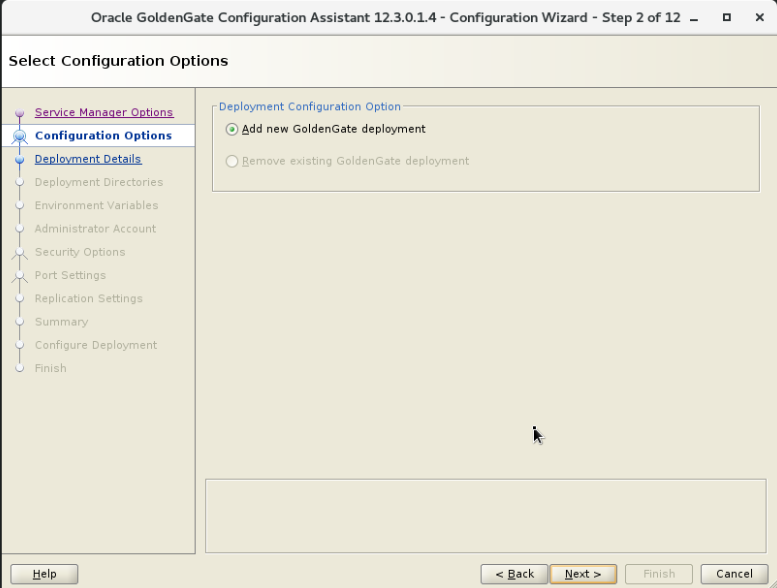 Oracle GoldenGate Configuration Assistant 12.3.0.1.4 - Configuration Wizard - Step 2 of 12
Select Configuration Options
Service Manager Options
Configuration Options
Deployment Details
Deployment Directories
Environment Variables
Administrator Account
Security Options
Port Settings
Replication Settings
Summary
Configure Deployment
Finish
Deployment Configuration Option
Add new GoldenGate deployment
Remove existing GoldenGate deployment
Help
< Back
Next >
Finish
Cancel